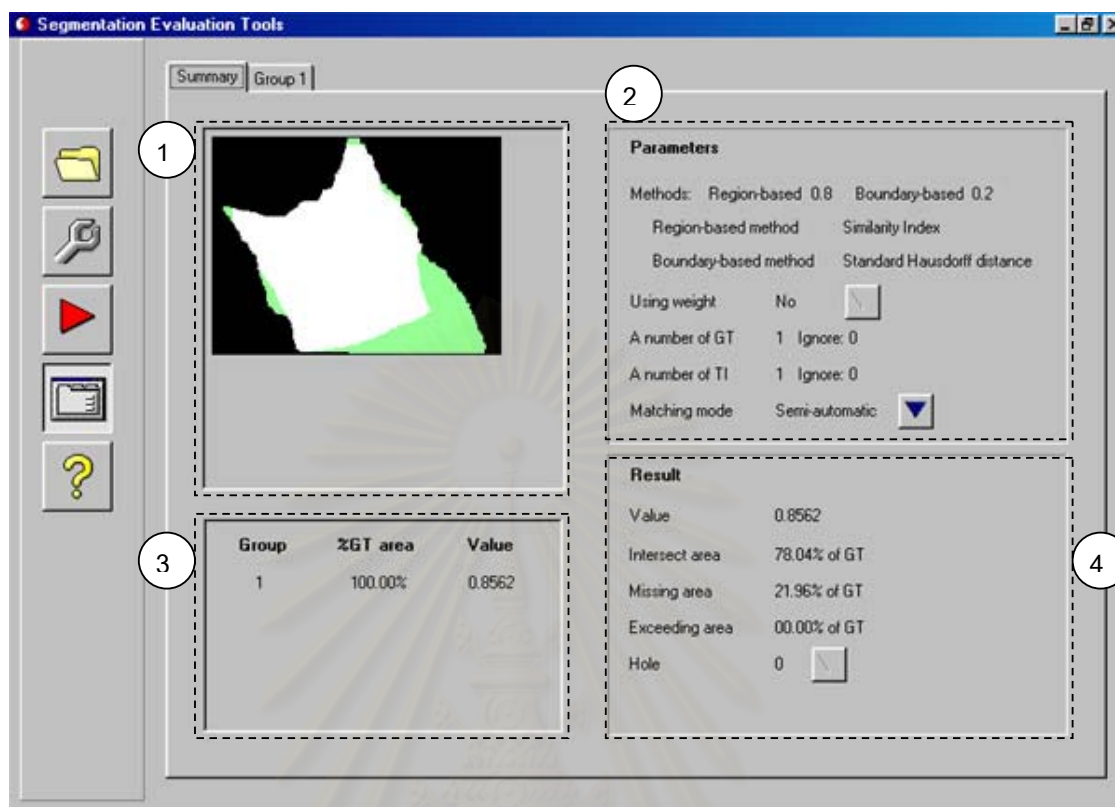 Segmentation Evaluation Tools
Summary Group 1
1
2
Parameters
Methods: Region-based 0.8 Boundary-based 0.2
Region-based method Similarity Index
Boundary-based method Standard Hausdorff distance
Using weight No
A number of GT 1 Ignore: 0
A number of TI 1 Ignore: 0
Matching mode Semi-automatic
3
Group %GT area Value
1 100.00% 0.8562
4
Result
Value 0.8562
Intersect area 78.04% of GT
Missing area 21.96% of GT
Exceeding area 00.00% of GT
Hole 0